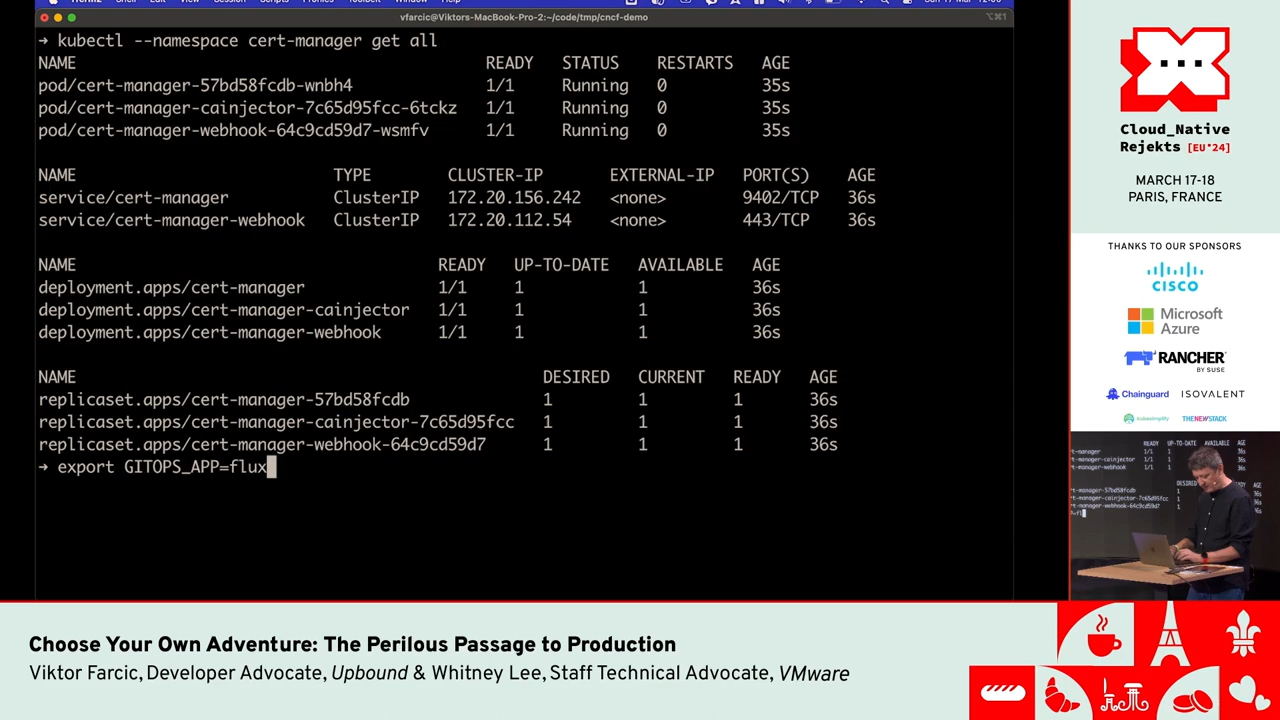 vfarcic@Viktors-MacBook-Pro-2:~/code/tmp/cncf-demo
⌥⌘1
➜ kubectl --namespace cert-manager get all
NAME READY STATUS RESTARTS AGE
pod/cert-manager-57bd58fcdb-wnbh4 1/1 Running 0 35s
pod/cert-manager-cainjector-7c65d95fcc-6tckz 1/1 Running 0 35s
pod/cert-manager-webhook-64c9cd59d7-wsmfv 1/1 Running 0 35s
NAME TYPE CLUSTER-IP EXTERNAL-IP PORT(S) AGE
service/cert-manager ClusterIP 172.20.156.242 <none> 9402/TCP 36s
service/cert-manager-webhook ClusterIP 172.20.112.54 <none> 443/TCP 36s
NAME READY UP-TO-DATE AVAILABLE AGE
deployment.apps/cert-manager 1/1 1 1 36s
deployment.apps/cert-manager-cainjector 1/1 1 1 36s
deployment.apps/cert-manager-webhook 1/1 1 1 36s
NAME DESIRED CURRENT READY AGE
replicaset.apps/cert-manager-57bd58fcdb 1 1 1 36s
replicaset.apps/cert-manager-cainjector-7c65d95fcc 1 1 1 36s
replicaset.apps/cert-manager-webhook-64c9cd59d7 1 1 1 36s
➜ export GITOPS_APP=flux
Cloud_Native
Rejekts [EU'24]
MARCH 17-18
PARIS, FRANCE
THANKS TO OUR SPONSORS
CISCO
Microsoft
Azure
RANCHER
BY SUSE
Chainguard ISOVALENT
kubesimplify THENEWSTACK
READY UP-TO-DATE AVAILABLE AGE
Choose Your Own Adventure: The Perilous Passage to Production
Viktor Farcic, Developer Advocate, Upbound & Whitney Lee, Staff Technical Advocate, VMware